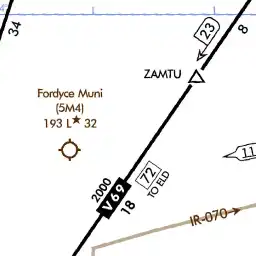 34
23
8
ZAMTU
Fordyce Muni
(5M4)
193 L★ 32
11
72
TO ELD
2000
V69
18
IR-070→